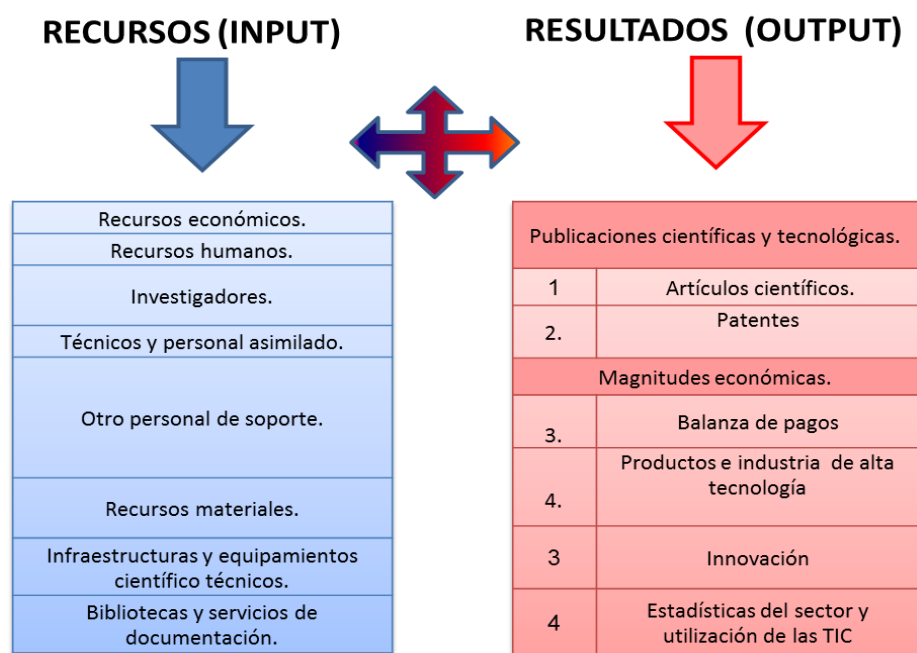 RECURSOS (INPUT)
RESULTADOS (OUTPUT)
Recursos económicos.
Recursos humanos.
Investigadores.
Técnicos y personal asimilado.
Otro personal de soporte.
Recursos materiales.
Infraestructuras y equipamientos
científico técnicos.
Bibliotecas y servicios de
documentación.
Publicaciones científicas y tecnológicas.
1 Artículos científicos.
2. Patentes
Magnitudes económicas.
3. Balanza de pagos
4. Productos e industria de alta
tecnología
3 Innovación
4 Estadísticas del sector y
utilización de las TIC